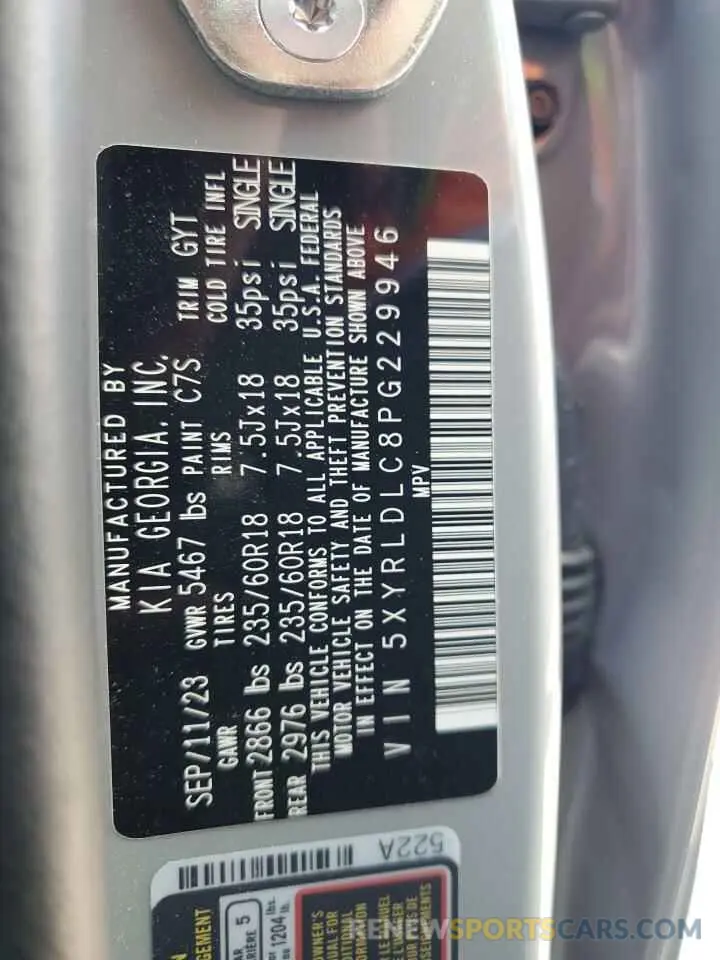 MANUFACTURED BY
KIA GEORGIA, INC.
SEP/11/23 GVWR 5467 lbs PAINT C7S TRIM GYT
GAWR TIRES RIMS COLD TIRE INFL
FRONT 2866 lbs 235/60R18 7.5Jx18 35psi SINGLE
REAR 2976 lbs 235/60R18 7.5Jx18 35psi SINGLE
THIS VEHICLE CONFORMS TO ALL APPLICABLE U.S.A. FEDERAL
MOTOR VEHICLE SAFETY AND THEFT PREVENTION STANDARDS
IN EFFECT ON THE DATE OF MANUFACTURE SHOWN ABOVE
VIN 5XYRLDLC8PG229946
MPV
522A
5
1204 lbs.
RENEWSPORTSCARS.COM